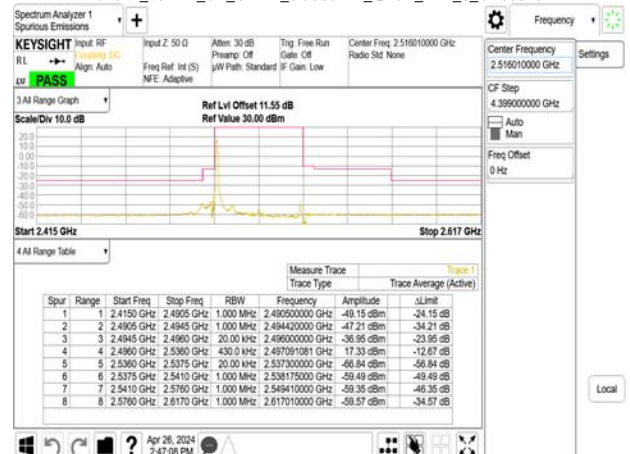 Spectrum Analyzer 1
Spurious Emissions
Frequency
KEYSIGHT
Input: RF
Coupling: DC
Align: Auto
Input Z: 50 Ω
Freq Ref: Int (S)
NFE: Adaptive
Atten: 30 dB
Preamp: Off
µW Path: Standard
Trig: Free Run
Gate: Off
IF Gain: Low
Center Freq: 2.516010000 GHz
Radio Std: None
RL
PASS
Center Frequency
2.516010000 GHz
Settings
CF Step
4.399000000 GHz
Auto
Man
Freq Offset
0 Hz
Local
3 All Range Graph
Scale/Div 10.0 dB
Ref Lvl Offset 11.55 dB
Ref Value 30.00 dBm
20.0
10.0
0.00
-10.0
-20.0
-30.0
-40.0
-50.0
-60.0
Start 2.415 GHz
Stop 2.617 GHz
4 All Range Table
Measure Trace Trace 1
Trace Type Trace Average (Active)
Spur Range Start Freq Stop Freq RBW Frequency Amplitude ΔLimit
1 1 2.4150 GHz 2.4905 GHz 1.000 MHz 2.490500000 GHz -49.15 dBm -24.15 dB
2 2 2.4905 GHz 2.4945 GHz 1.000 MHz 2.494420000 GHz -47.21 dBm -34.21 dB
3 3 2.4945 GHz 2.4960 GHz 20.00 kHz 2.496000000 GHz -36.95 dBm -23.95 dB
4 4 2.4960 GHz 2.5360 GHz 430.0 kHz 2.497091081 GHz 17.33 dBm -12.67 dB
5 5 2.5360 GHz 2.5375 GHz 20.00 kHz 2.537300000 GHz -66.84 dBm -56.84 dB
6 6 2.5375 GHz 2.5410 GHz 1.000 MHz 2.538175000 GHz -59.49 dBm -49.49 dB
7 7 2.5410 GHz 2.5760 GHz 1.000 MHz 2.549410000 GHz -59.35 dBm -46.35 dB
8 8 2.5760 GHz 2.6170 GHz 1.000 MHz 2.617010000 GHz -59.57 dBm -34.57 dB
?
Apr 26, 2024
2:47:08 PM